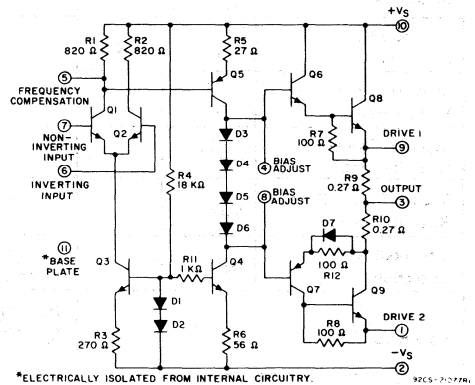 +VS
10
R1
820 Ω
R2
820 Ω
R5
27 Ω
5
FREQUENCY
COMPENSATION
Q5
Q6
Q8
Q1
7
NON-
INVERTING
INPUT
Q2
6
INVERTING
INPUT
D3
D4
D5
D6
R7
100 Ω
DRIVE 1
9
4
BIAS
ADJUST
R4
18 KΩ
R9
0.27 Ω
OUTPUT
3
8
BIAS
ADJUST
R10
0.27 Ω
11
*BASE
PLATE
D7
100 Ω
R12
Q3
R11
1 KΩ
Q4
Q7
Q9
D1
D2
R3
270 Ω
R6
56 Ω
R8
100 Ω
DRIVE 2
1
-VS
2
*ELECTRICALLY ISOLATED FROM INTERNAL CIRCUITRY.